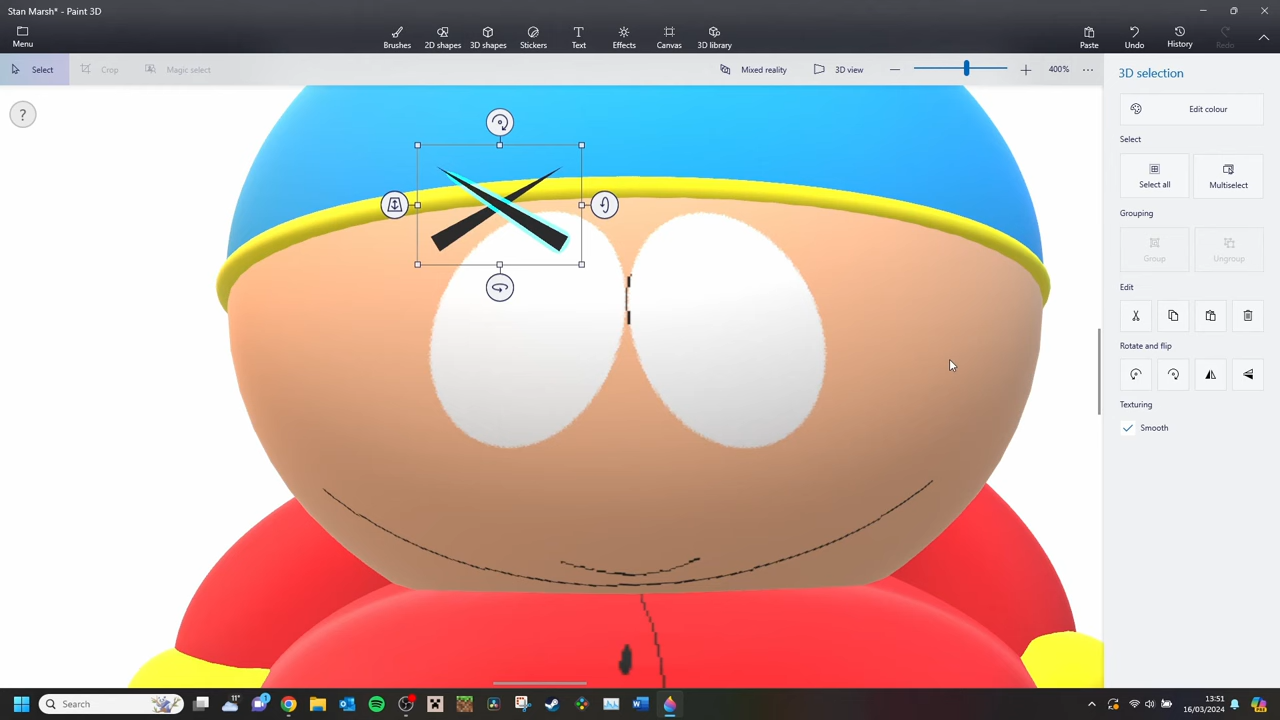 Stan Marsh* - Paint 3D
Menu
Brushes
2D shapes
3D shapes
Stickers
Text
Effects
Canvas
3D library
Paste
Undo
History
Redo
Select
Crop
Magic select
Mixed reality
3D view
400%
?
3D selection
Edit colour
Select
Select all
Multiselect
Grouping
Group
Ungroup
Edit
Rotate and flip
Texturing
Smooth
Search
11°
13:51
16/03/2024